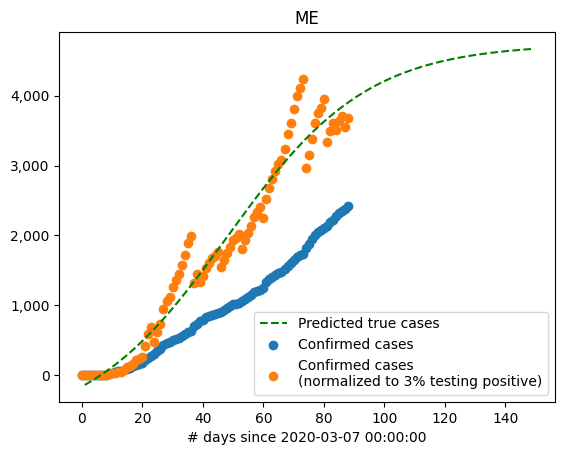 ME
4,000
3,000
2,000
1,000
0
Predicted true cases
Confirmed cases
Confirmed cases
(normalized to 3% testing positive)
0 20 40 60 80 100 120 140
# days since 2020-03-07 00:00:00